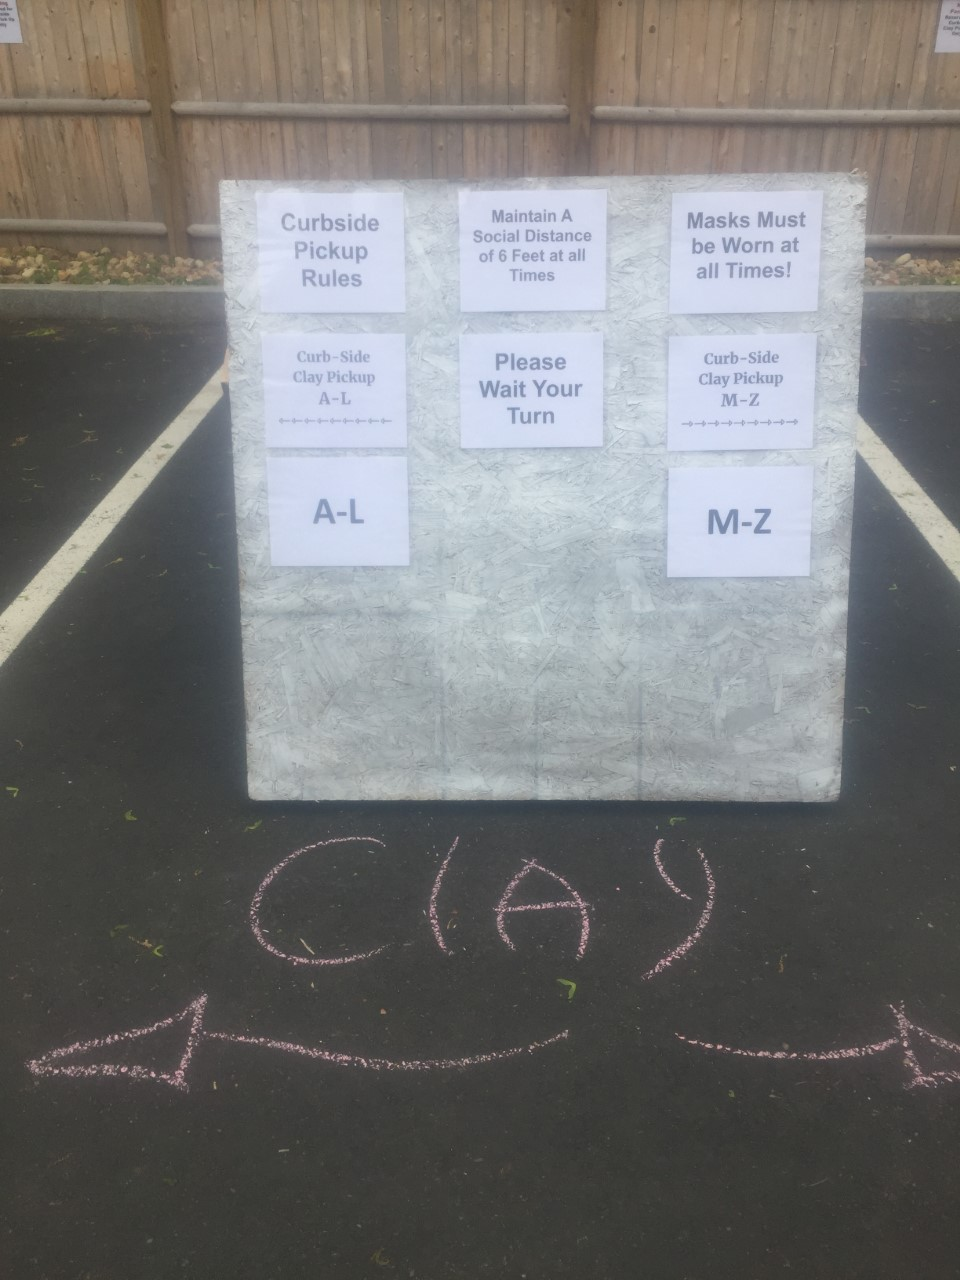 Curbside
Pickup
Rules
Maintain A
Social Distance
of 6 Feet at all
Times
Masks Must
be Worn at
all Times!
Curb-Side
Clay Pickup
A-L
Please
Wait Your
Turn
Curb-Side
Clay Pickup
M-Z
A-L
M-Z
ClAy